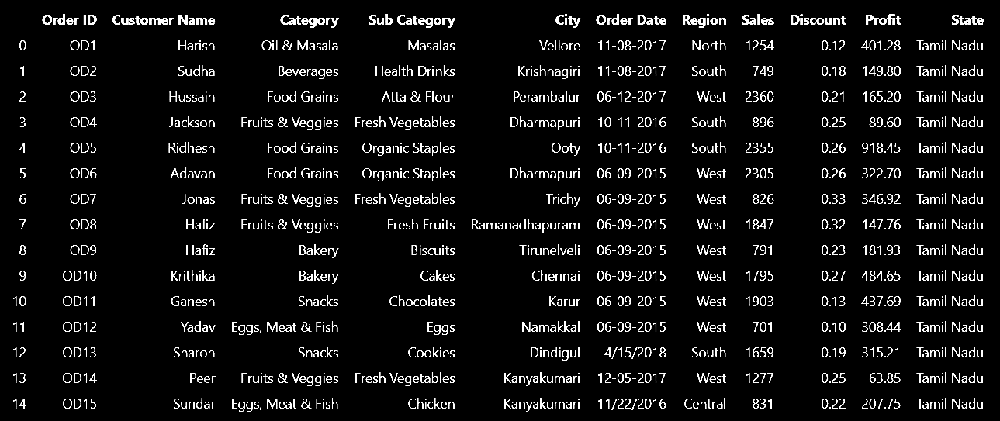 Order ID Customer Name Category Sub Category City Order Date Region Sales Discount Profit State
0 OD1 Harish Oil & Masala Masalas Vellore 11-08-2017 North 1254 0.12 401.28 Tamil Nadu
1 OD2 Sudha Beverages Health Drinks Krishnagiri 11-08-2017 South 749 0.18 149.80 Tamil Nadu
2 OD3 Hussain Food Grains Atta & Flour Perambalur 06-12-2017 West 2360 0.21 165.20 Tamil Nadu
3 OD4 Jackson Fruits & Veggies Fresh Vegetables Dharmapuri 10-11-2016 South 896 0.25 89.60 Tamil Nadu
4 OD5 Ridhesh Food Grains Organic Staples Ooty 10-11-2016 South 2355 0.26 918.45 Tamil Nadu
5 OD6 Adavan Food Grains Organic Staples Dharmapuri 06-09-2015 West 2305 0.26 322.70 Tamil Nadu
6 OD7 Jonas Fruits & Veggies Fresh Vegetables Trichy 06-09-2015 West 826 0.33 346.92 Tamil Nadu
7 OD8 Hafiz Fruits & Veggies Fresh Fruits Ramanadhapuram 06-09-2015 West 1847 0.32 147.76 Tamil Nadu
8 OD9 Hafiz Bakery Biscuits Tirunelveli 06-09-2015 West 791 0.23 181.93 Tamil Nadu
9 OD10 Krithika Bakery Cakes Chennai 06-09-2015 West 1795 0.27 484.65 Tamil Nadu
10 OD11 Ganesh Snacks Chocolates Karur 06-09-2015 West 1903 0.13 437.69 Tamil Nadu
11 OD12 Yadav Eggs, Meat & Fish Eggs Namakkal 06-09-2015 West 701 0.10 308.44 Tamil Nadu
12 OD13 Sharon Snacks Cookies Dindigul 4/15/2018 South 1659 0.19 315.21 Tamil Nadu
13 OD14 Peer Fruits & Veggies Fresh Vegetables Kanyakumari 12-05-2017 West 1277 0.25 63.85 Tamil Nadu
14 OD15 Sundar Eggs, Meat & Fish Chicken Kanyakumari 11/22/2016 Central 831 0.22 207.75 Tamil Nadu